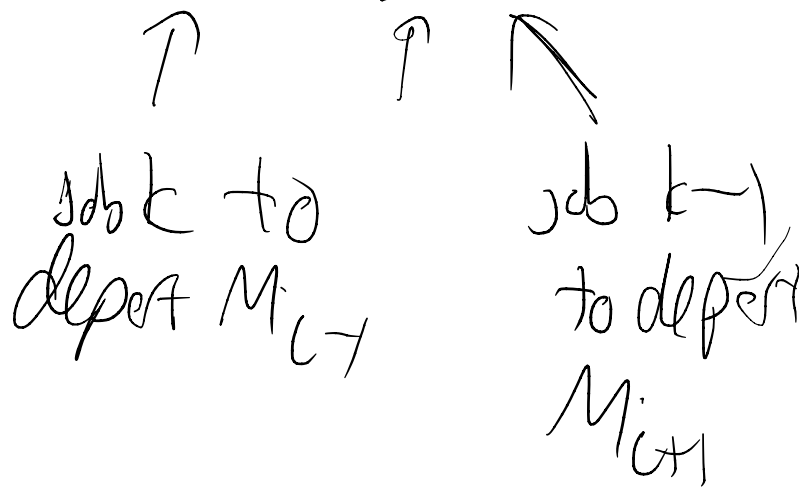 job k to
depart M_{i-1}
job k-1
to depart
M_{i+1}